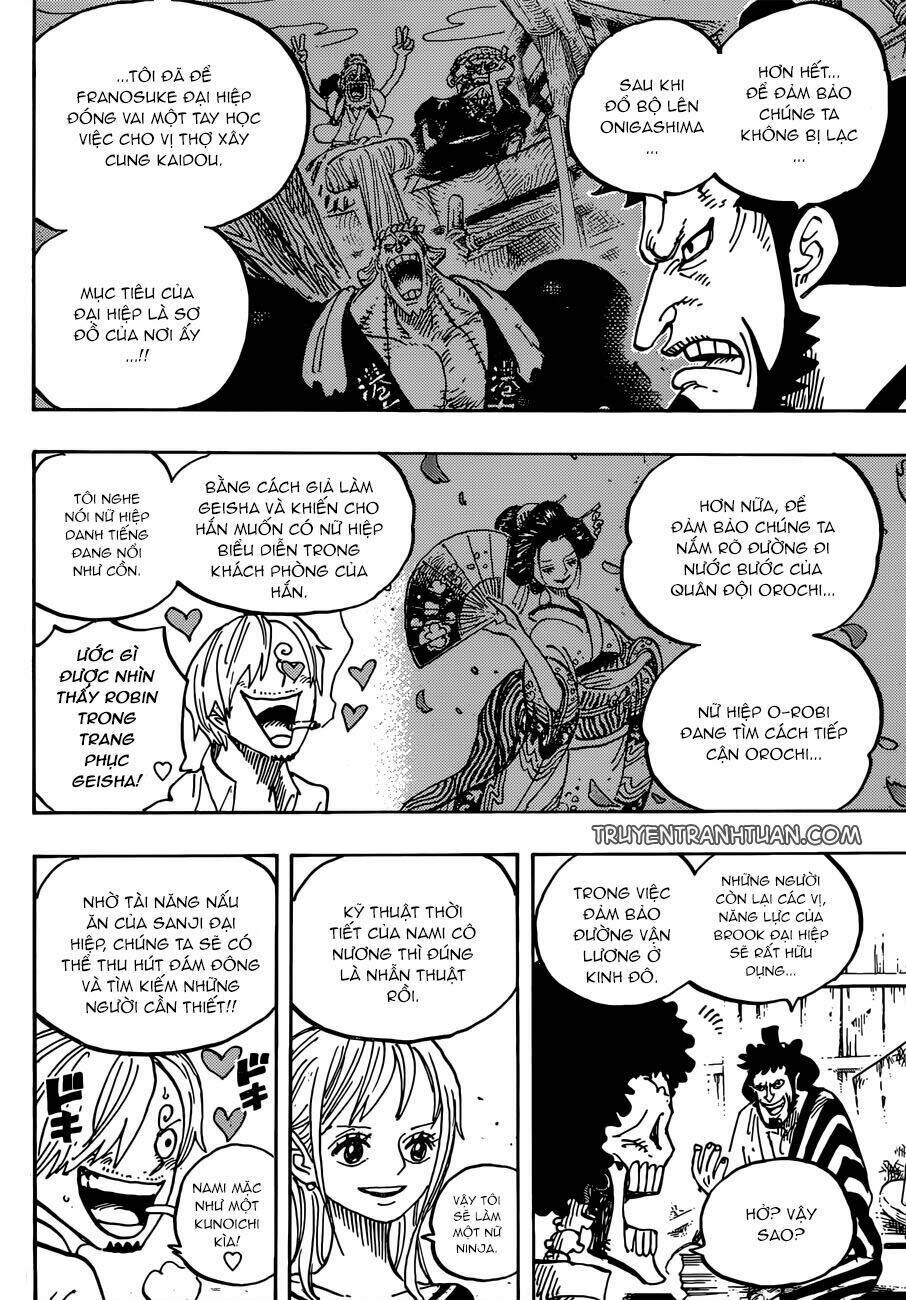 HƠN HẾT...
ĐỂ ĐẢM BẢO
CHÚNG TA
KHÔNG BỊ LẠC
...
SAU KHI
ĐỔ BỘ LÊN
ONIGASHIMA
...
...TÔI ĐÃ ĐỂ
FRANOSUKE ĐẠI HIỆP
ĐÓNG VAI MỘT TAY HỌC
VIỆC CHO VỊ THỢ XÂY
CUNG KAIDOU.
MỤC TIÊU CỦA
ĐẠI HIỆP LÀ SƠ
ĐỒ CỦA NƠI ẤY
...!!
港
港
HƠN NỮA, ĐỂ
ĐẢM BẢO CHÚNG TA
NẮM RÕ ĐƯỜNG ĐI
NƯỚC BƯỚC CỦA
QUÂN ĐỘI OROCHI...
NỮ HIỆP O-ROBI
ĐANG TÌM CÁCH TIẾP
CẬN OROCHI...
BẰNG CÁCH GIẢ LÀM
GEISHA VÀ KHIẾN CHO
HẮN MUỐN CÓ NỮ HIỆP
BIỂU DIỄN TRONG
KHÁCH PHÒNG CỦA
HẮN.
TÔI NGHE
NÓI NỮ HIỆP
DANH TIẾNG
ĐANG NỔI
NHƯ CỒN.
ƯỚC GÌ
ĐƯỢC NHÌN
THẤY ROBIN
TRONG
TRANG
PHỤC
GEISHA!
TRUYENTRANHTUAN.COM
NHỮNG NGƯỜI
CÒN LẠI CÁC VỊ,
NĂNG LỰC CỦA
BROOK ĐẠI HIỆP
SẼ RẤT HỮU
DỤNG...
TRONG VIỆC
ĐẢM BẢO
ĐƯỜNG VẬN
LƯƠNG Ở
KINH ĐÔ.
HỞ? VẬY
SAO?
KỸ THUẬT THỜI
TIẾT CỦA NAMI CÔ
NƯƠNG THÌ ĐÚNG
LÀ NHẪN THUẬT
RỒI.
VẬY TÔI
SẼ LÀM
MỘT NỮ
NINJA.
NHỜ TÀI NĂNG NẤU
ĂN CỦA SANJI ĐẠI
HIỆP, CHÚNG TA SẼ CÓ
THỂ THU HÚT ĐÁM ĐÔNG
VÀ TÌM KIẾM NHỮNG
NGƯỜI CẦN THIẾT!!
ドキ
ドキ
NAMI MẶC
NHƯ MỘT
KUNOICHI
KÌA!